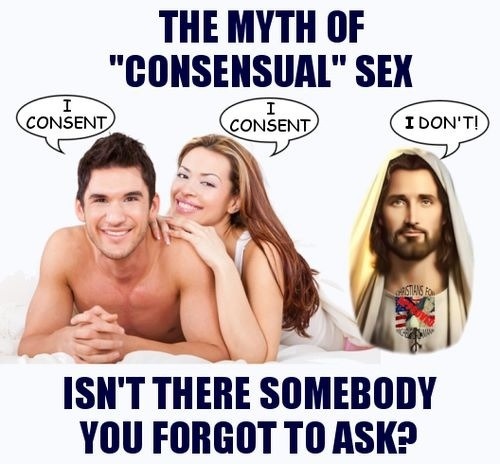 THE MYTH OF
"CONSENSUAL" SEX
I
CONSENT
I
CONSENT
I DON'T!
ISN'T THERE SOMEBODY
YOU FORGOT TO ASK?